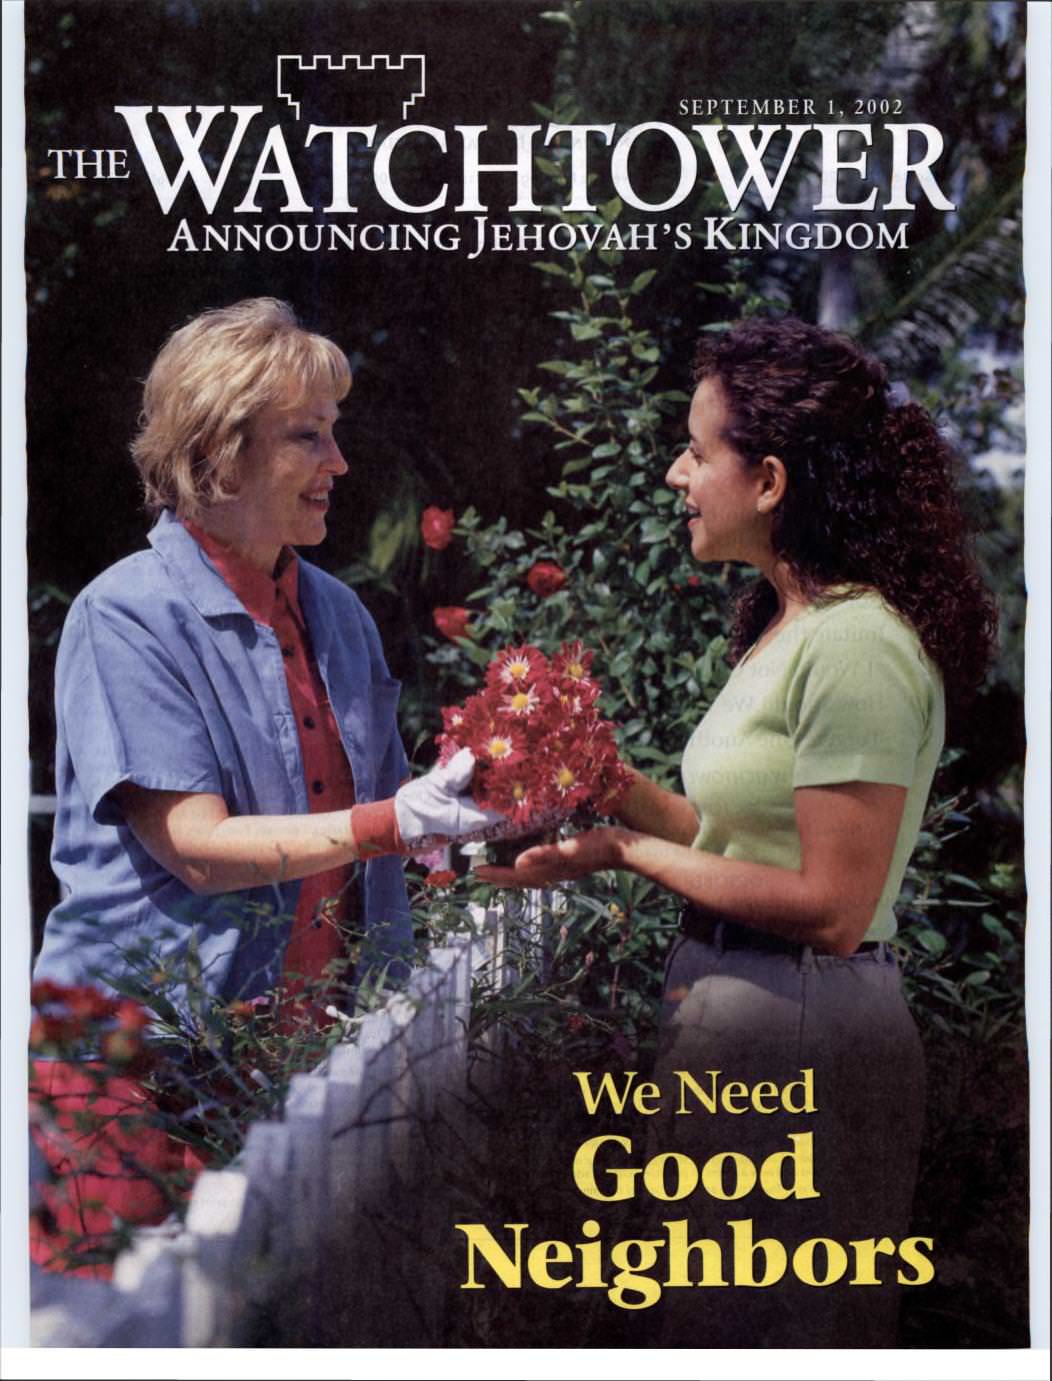 SEPTEMBER 1, 2002
THE WATCHTOWER
ANNOUNCING JEHOVAH'S KINGDOM
We Need
Good
Neighbors